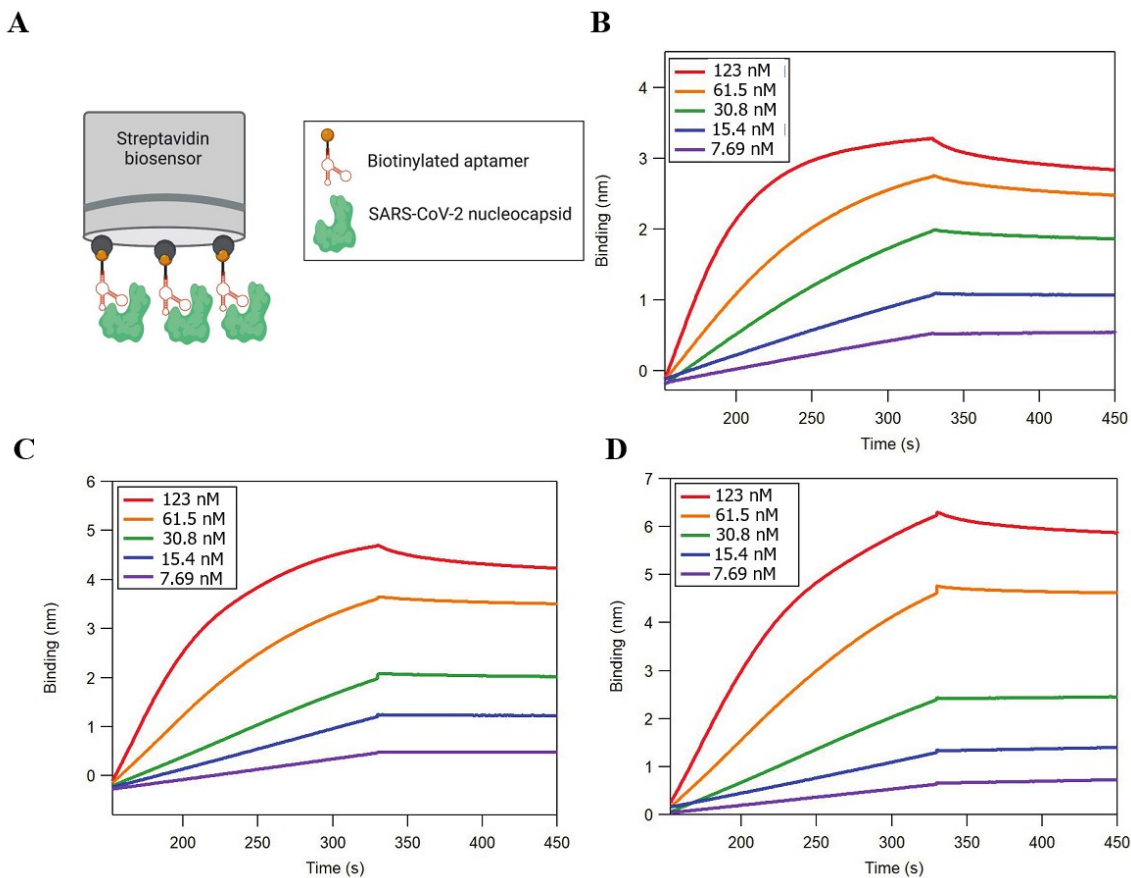 A
Streptavidin
biosensor
Biotinylated aptamer
SARS-CoV-2 nucleocapsid
B
123 nM
61.5 nM
30.8 nM
15.4 nM
7.69 nM
4
3
2
1
0
Binding (nm)
200 250 300 350 400 450
Time (s)
C
123 nM
61.5 nM
30.8 nM
15.4 nM
7.69 nM
6
5
4
3
2
1
0
Binding (nm)
200 250 300 350 400 450
Time (s)
D
123 nM
61.5 nM
30.8 nM
15.4 nM
7.69 nM
7
6
5
4
3
2
1
0
Binding (nm)
200 250 300 350 400 450
Time (s)